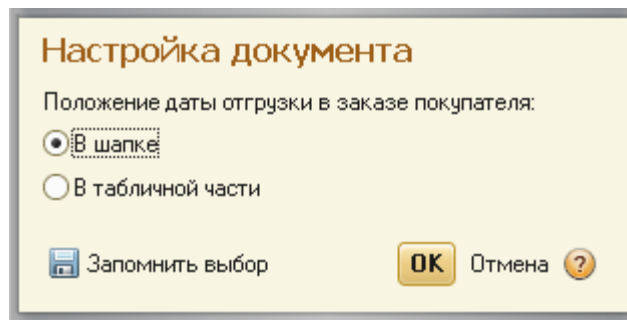 Настройка документа
Положение даты отгрузки в заказе покупателя:
В шапке
В табличной части
Запомнить выбор OK Отмена ?